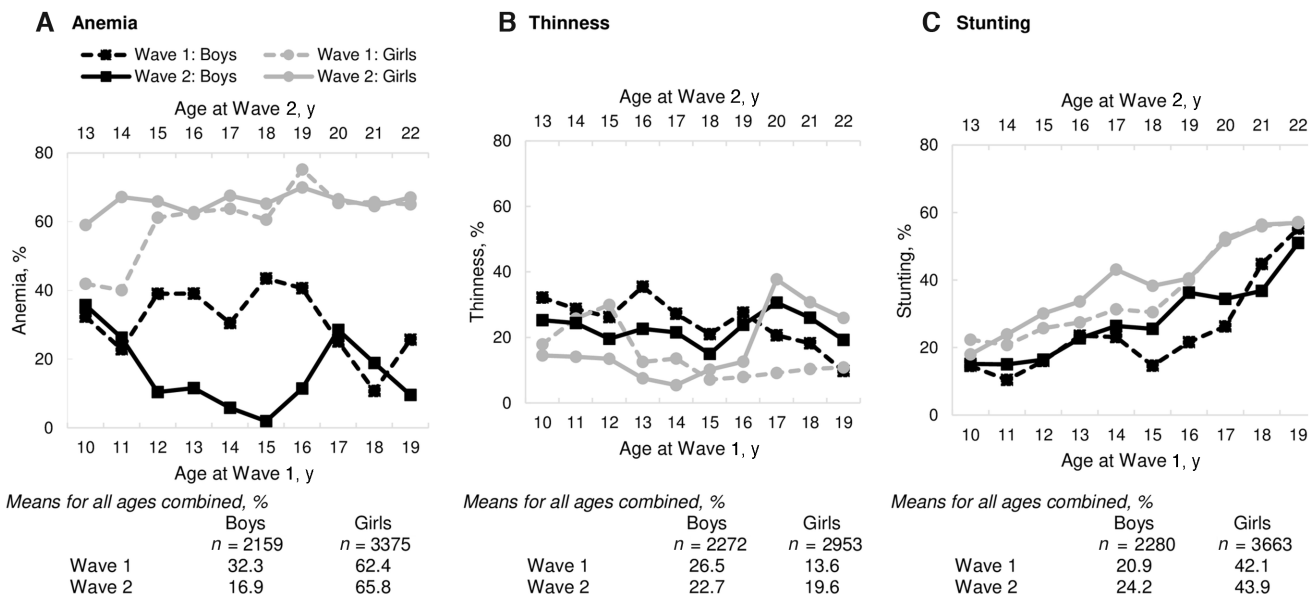 A Anemia
Wave 1: Boys Wave 1: Girls
Wave 2: Boys Wave 2: Girls
Age at Wave 2, y
13 14 15 16 17 18 19 20 21 22
80
60
40
20
0
Anemia, %
10 11 12 13 14 15 16 17 18 19
Age at Wave 1, y
Means for all ages combined, %
Boys Girls
n = 2159 n = 3375
Wave 1 32.3 62.4
Wave 2 16.9 65.8
B Thinness
Age at Wave 2, y
13 14 15 16 17 18 19 20 21 22
80
60
40
20
0
Thinness, %
10 11 12 13 14 15 16 17 18 19
Age at Wave 1, y
Means for all ages combined, %
Boys Girls
n = 2272 n = 2953
Wave 1 26.5 13.6
Wave 2 22.7 19.6
C Stunting
Age at Wave 2, y
13 14 15 16 17 18 19 20 21 22
80
60
40
20
0
Stunting, %
10 11 12 13 14 15 16 17 18 19
Age at Wave 1, y
Means for all ages combined, %
Boys Girls
n = 2280 n = 3663
Wave 1 20.9 42.1
Wave 2 24.2 43.9